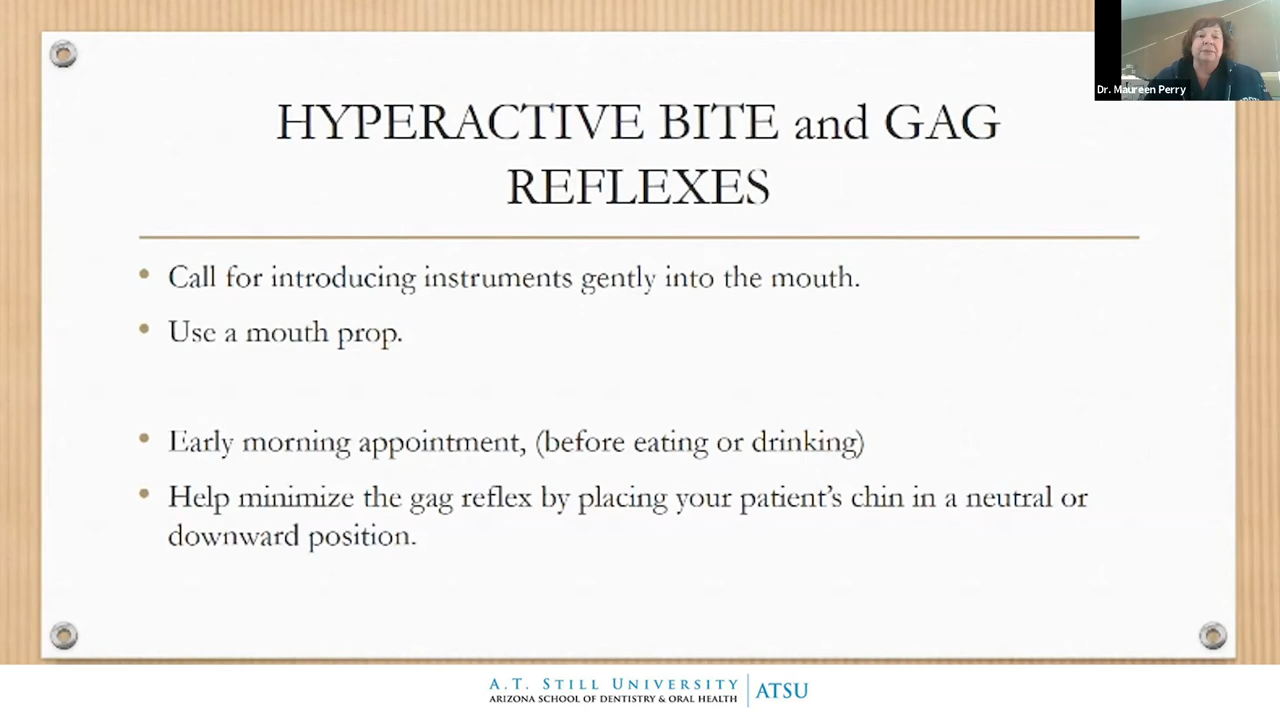 Dr. Maureen Perry
HYPERACTIVE BITE and GAG
REFLEXES
• Call for introducing instruments gently into the mouth.
• Use a mouth prop.
• Early morning appointment, (before eating or drinking)
• Help minimize the gag reflex by placing your patient's chin in a neutral or
downward position.
A.T. STILL UNIVERSITY
ARIZONA SCHOOL OF DENTISTRY & ORAL HEALTH
ATSU